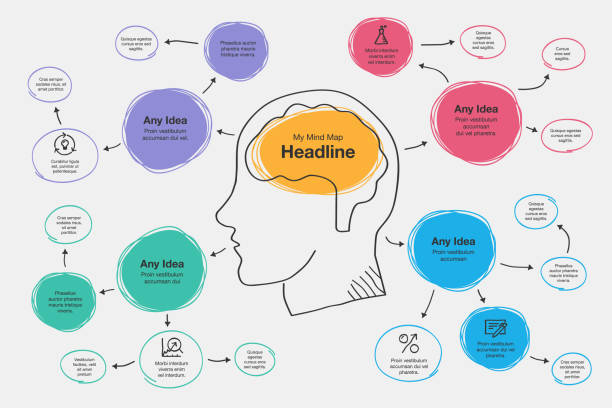 My Mind Map
Headline
Any Idea
Proin vestibulum
accumsan
dui vel.
Phasellus
auctor pharetra
mauris tristique
viverra.
Quisque egestas
cursus eros sed
sagittis.
Curabitur ligula
est, pulvinar ut
pellentesque.
Cras semper
sodales risus, sit
amet porttitor.
Any Idea
Proin vestibulum
accumsan
dui vel pharetra.
Morbi interdum
viverra enim
vel interdum.
Quisque
egestas
cursus eros
sed sagittis.
Cursus
eros sed
sagittis.
Quisque egestas
cursus eros sed
sagittis.
Any Idea
Proin vestibulum
accumsan dui
Phasellus
auctor pharetra
mauris tristique
viverra.
Cras semper
sodales risus,
sit amet
porttitor.
Morbi interdum
viverra enim
vel interdum.
Vestibulum
facilisis, velit
sit amet
pretium
Quisque
egestas
cursus eros
sed sagittis.
Any Idea
Proin vestibulum
accumsan
Phasellus
auctor pharetra
mauris tristique
viverra.
Quisque
egestas
cursus eros
sed sagittis.
Proin vestibulum
accumsan dui vel
pharetra.
Proin vestibulum
accumsan dui vel
pharetra.
Cras semper
sodales risus,
sit amet
porttitor.